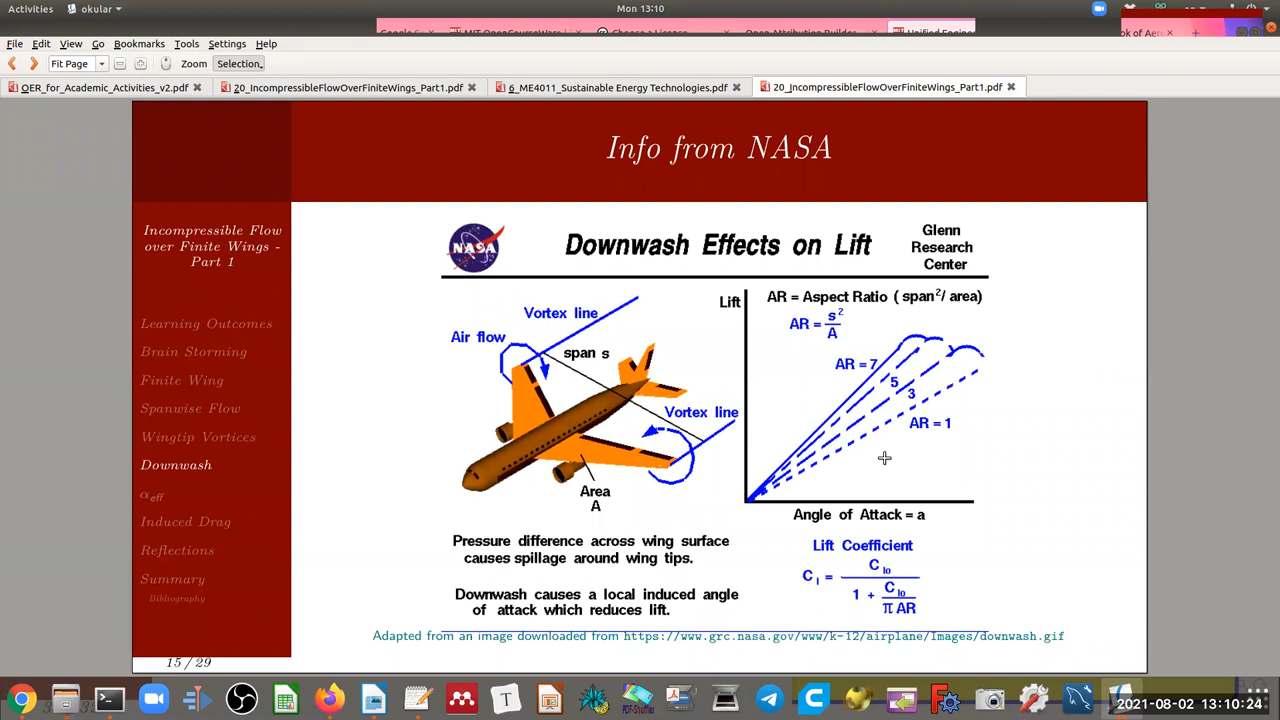 Activities okular Mon 13:10
Choose a License Open Attribution Builder
File Edit View Go Bookmarks Tools Settings Help
Fit Page Zoom Selection
OER_for_Academic_Activities_v2.pdf 20_IncompressibleFlowOverFiniteWings_Part1.pdf 6_ME4011_Sustainable Energy Technologies.pdf 20_IncompressibleFlowOverFiniteWings_Part1.pdf
Info from NASA
Incompressible Flow
over Finite Wings -
Part 1
Learning Outcomes
Brain Storming
Finite Wing
Spanwise Flow
Wingtip Vortices
Downwash
αeff
Induced Drag
Reflections
Summary
Bibliography
15 / 29
NASA
Downwash Effects on Lift
Glenn
Research
Center
Vortex line
Air flow
span s
Vortex line
Area
A
Pressure difference across wing surface
causes spillage around wing tips.
Downwash causes a local induced angle
of attack which reduces lift.
Lift
AR = Aspect Ratio ( span²/ area)
AR = s² / A
AR = 7
5
3
AR = 1
Angle of Attack = a
Lift Coefficient
C l = C lo / (1 + C lo / (π AR))
Adapted from an image downloaded from https://www.grc.nasa.gov/www/k-12/airplane/Images/downwash.gif
2021-08-02 13:10:24